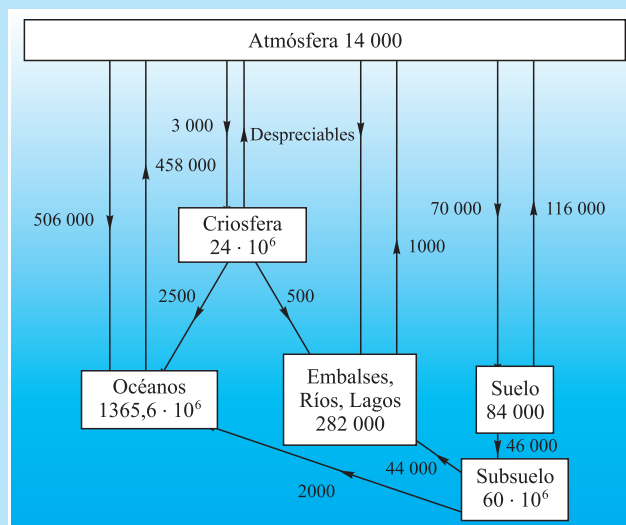 Atmósfera 14 000
3 000
Despreciables
458 000
506 000
Criosfera
24 · 10⁶
70 000
116 000
1000
2500
500
Océanos
1365,6 · 10⁶
Embalses,
Ríos, Lagos
282 000
Suelo
84 000
46 000
44 000
2000
Subsuelo
60 · 10⁶